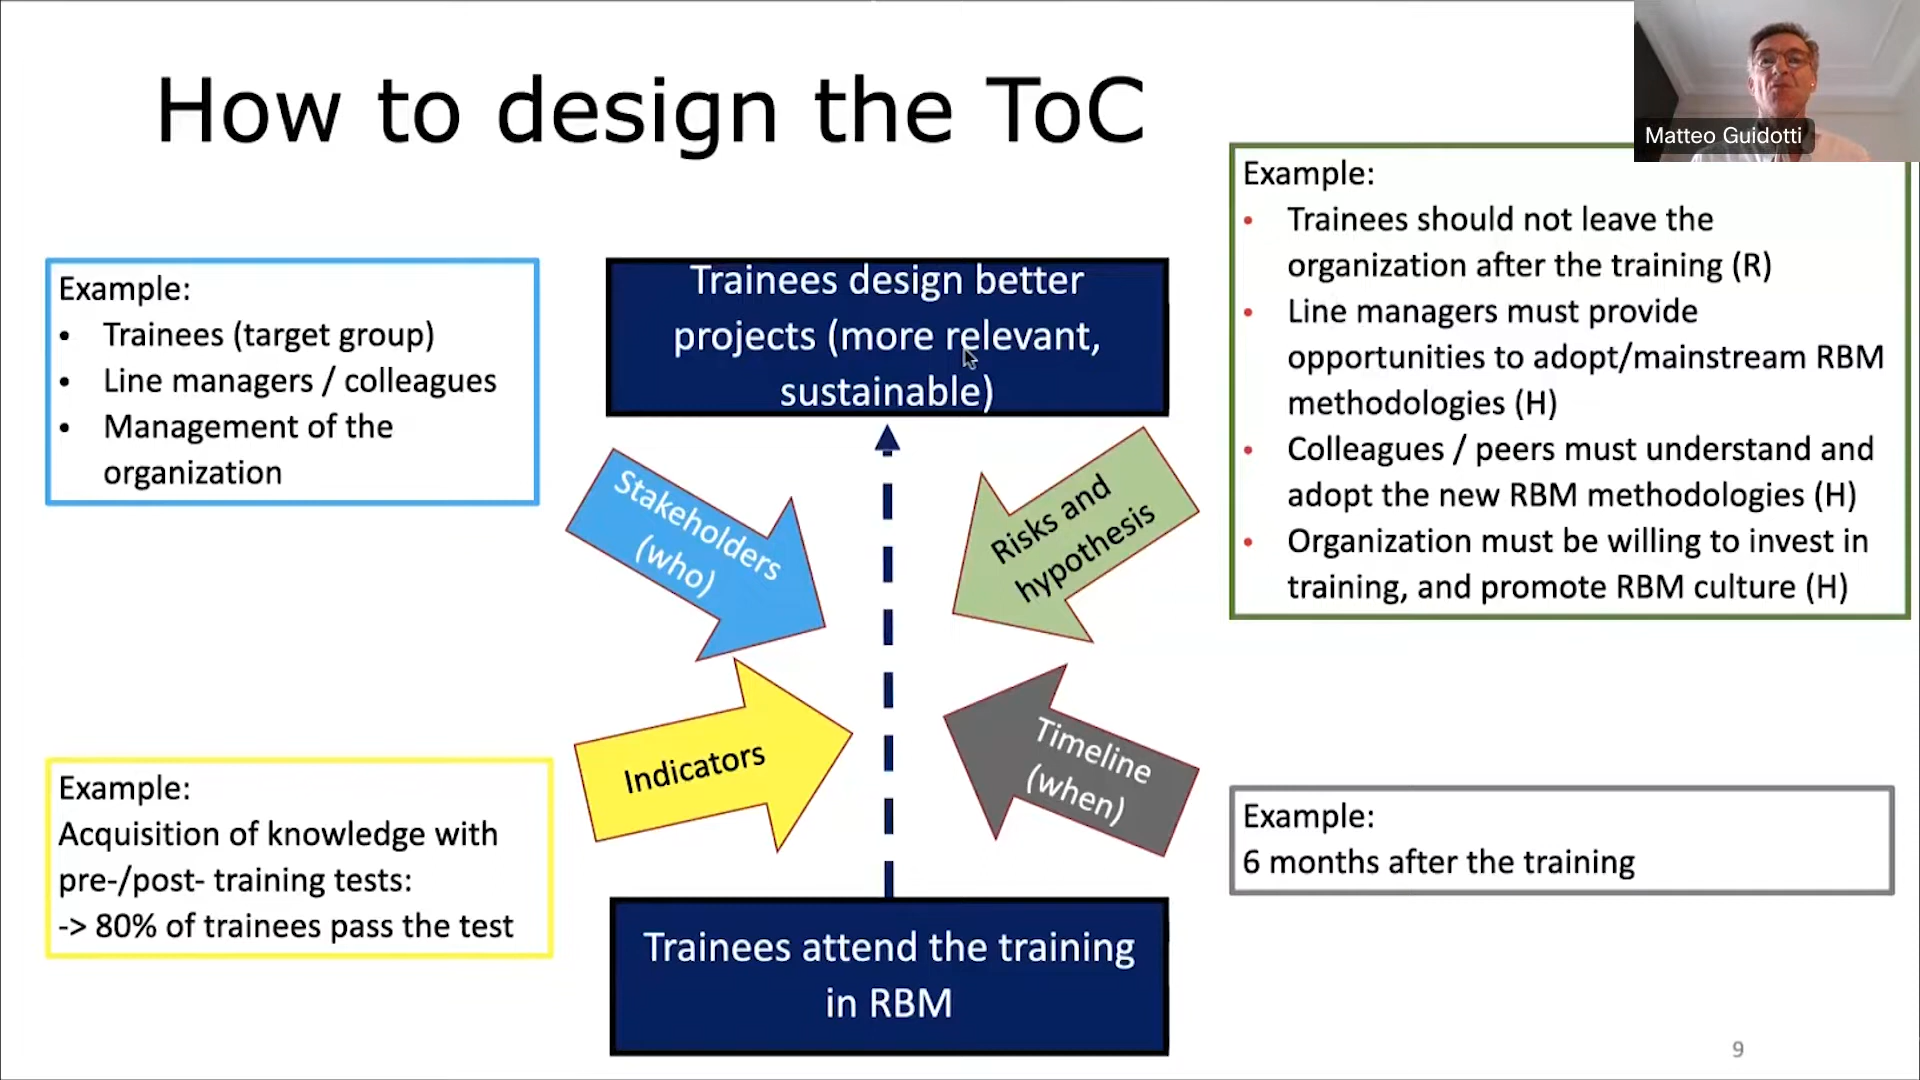 How to design the ToC
Matteo Guidotti
Example:
• Trainees (target group)
• Line managers / colleagues
• Management of the
organization
Trainees design better
projects (more relevant,
sustainable)
Example:
• Trainees should not leave the
organization after the training (R)
• Line managers must provide
opportunities to adopt/mainstream RBM
methodologies (H)
• Colleagues / peers must understand and
adopt the new RBM methodologies (H)
• Organization must be willing to invest in
training, and promote RBM culture (H)
Stakeholders
(who)
Risks and
hypothesis
Indicators
Timeline
(when)
Example:
Acquisition of knowledge with
pre-/post- training tests:
-> 80% of trainees pass the test
Example:
6 months after the training
Trainees attend the training
in RBM
9